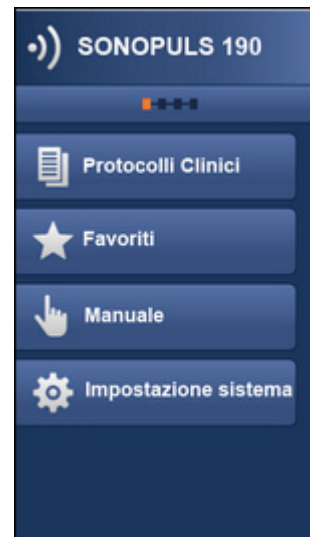 SONOPULS 190
Protocolli Clinici
Favoriti
Manuale
Impostazione sistema